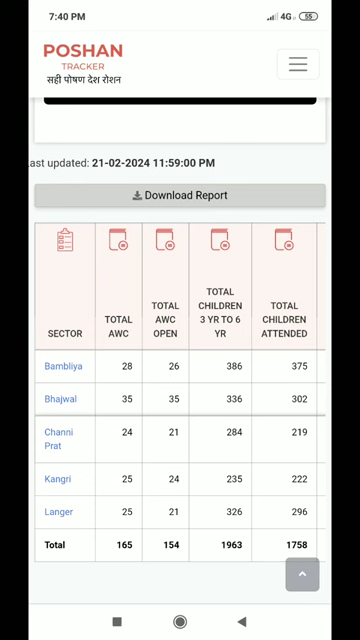 7:40 PM 4G 55
POSHAN
TRACKER
सही पोषण देश रोशन
ast updated: 21-02-2024 11:59:00 PM
Download Report
SECTOR TOTAL AWC TOTAL AWC OPEN TOTAL CHILDREN 3 YR TO 6 YR TOTAL CHILDREN ATTENDED
Bambliya 28 26 386 375
Bhajwal 35 35 336 302
Channi Prat 24 21 284 219
Kangri 25 24 235 222
Langer 25 21 326 296
Total 165 154 1963 1758